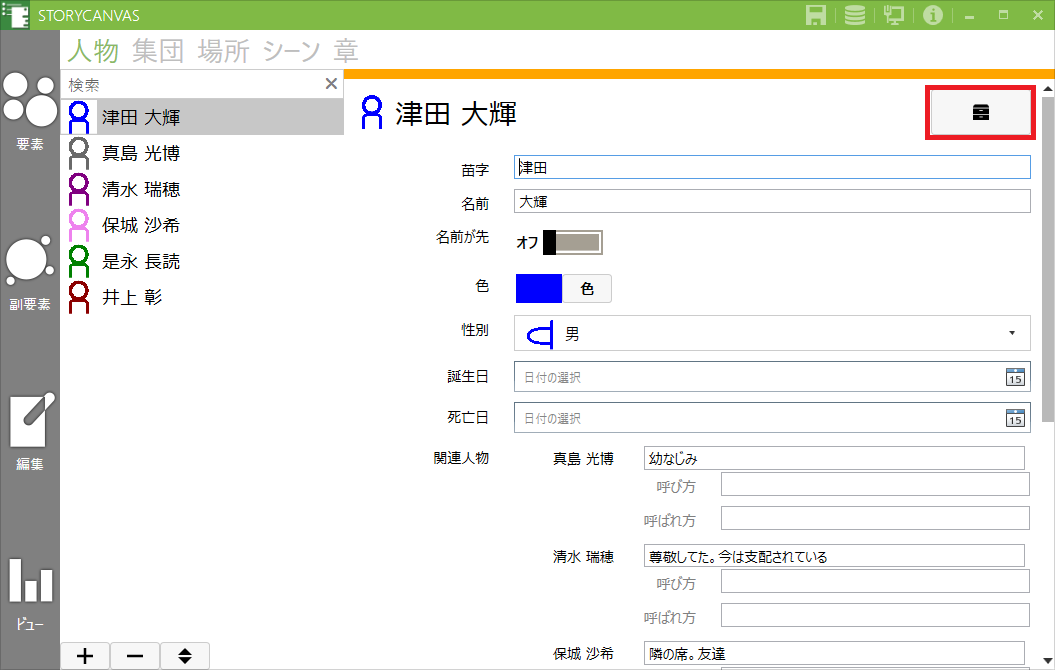 STORYCANVAS
人物 集団 場所 シーン 章
検索
津田 大輝
真島 光博
清水 瑞穂
保城 沙希
是永 長読
井上 彰
要素
副要素
編集
ビュー
津田 大輝
苗字 津田
名前 大輝
名前が先 オフ
色 色
性別 男
誕生日 日付の選択 15
死亡日 日付の選択 15
関連人物 真島 光博 幼なじみ
呼び方
呼ばれ方
清水 瑞穂 尊敬してた。今は支配されている
呼び方
呼ばれ方
保城 沙希 隣の席。友達